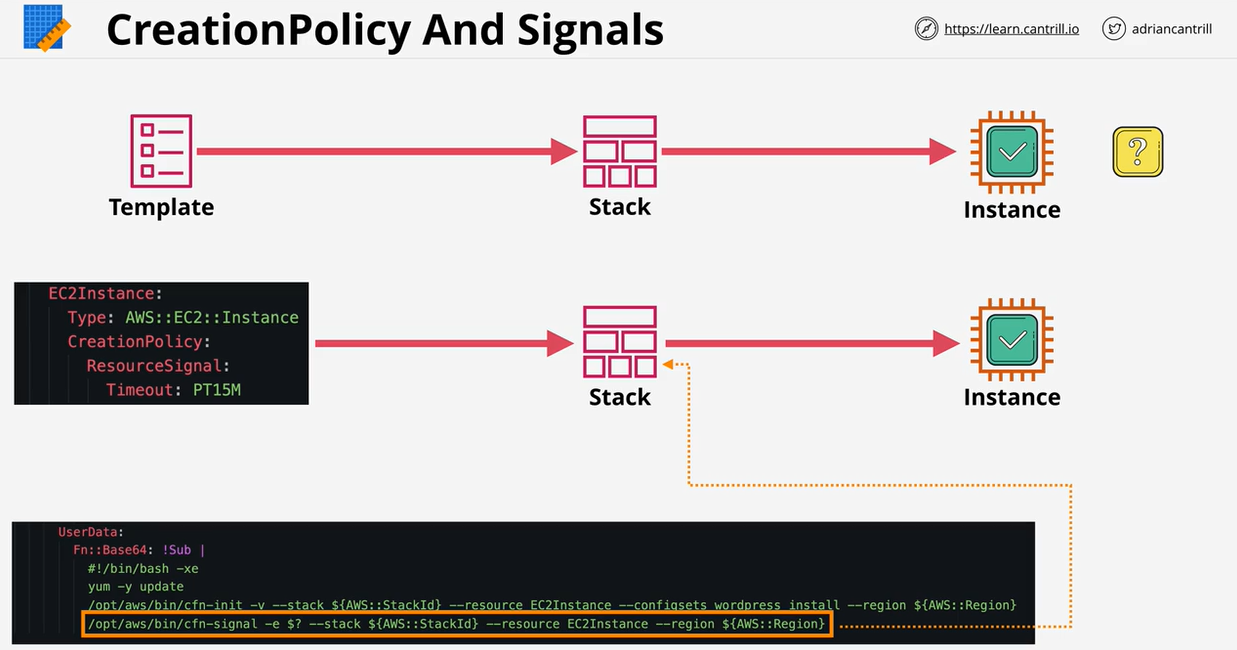 CreationPolicy And Signals
https://learn.cantrill.io
adriancantrill
?
Template
Stack
Instance
EC2Instance:
Type: AWS::EC2::Instance
CreationPolicy:
ResourceSignal:
Timeout: PT15M
Stack
Instance
UserData:
Fn::Base64: !Sub |
#!/bin/bash -xe
yum -y update
/opt/aws/bin/cfn-init -v --stack ${AWS::StackId} --resource EC2Instance --configsets wordpress_install --region ${AWS::Region}
/opt/aws/bin/cfn-signal -e $? --stack ${AWS::StackId} --resource EC2Instance --region ${AWS::Region}